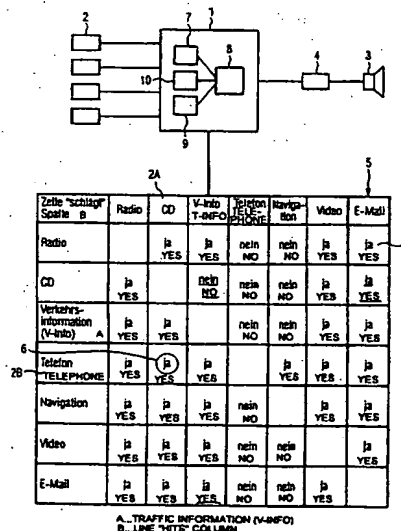 2
1
7
8
10
9
4
3
2A
5
Zeile "schlägt" Spalte B | Radio | CD | V-Info T-INFO | Telefon TELE-PHONE | Naviga-tion | Video | E-Mail
Radio | | ja YES | ja YES | nein NO | nein NO | ja YES | ja YES
CD | ja YES | | nein NO | nein NO | nein NO | ja YES | ja YES
Verkehrs-information (V-Info) A | ja YES | ja YES | | nein NO | nein NO | ja YES | ja YES
6
2B
Telefon TELEPHONE | ja YES | ja YES | ja YES | | ja YES | ja YES | ja YES
Navigation | ja YES | ja YES | ja YES | nein NO | | ja YES | ja YES
Video | ja YES | ja YES | ja YES | nein NO | nein NO | | ja YES
E-Mail | ja YES | ja YES | ja YES | nein NO | nein NO | ja YES |
A...TRAFFIC INFORMATION (V-INFO)
B...LINE "HITS" COLUMN